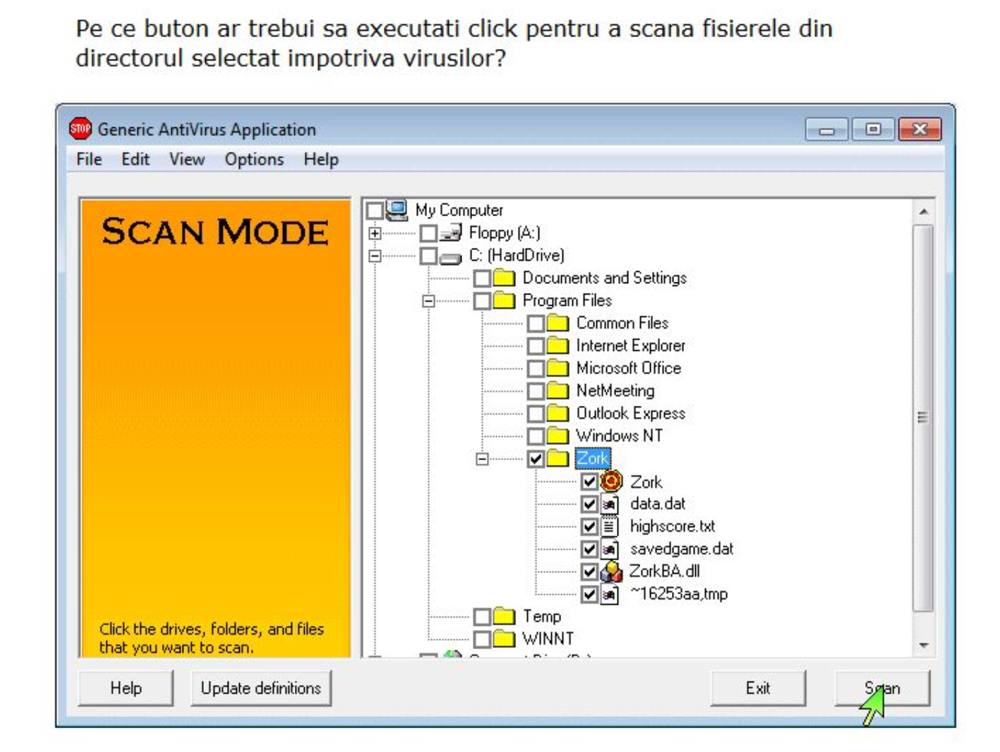 Pe ce buton ar trebui sa executati click pentru a scana fisierele din
directorul selectat impotriva virusilor?
STOP Generic AntiVirus Application
File Edit View Options Help
SCAN MODE
My Computer
Floppy (A:)
C: (HardDrive)
Documents and Settings
Program Files
Common Files
Internet Explorer
Microsoft Office
NetMeeting
Outlook Express
Windows NT
Zork
Zork
data.dat
highscore.txt
savedgame.dat
ZorkBA.dll
~16253aa,tmp
Temp
WINNT
Click the drives, folders, and files
that you want to scan.
Help Update definitions Exit Scan